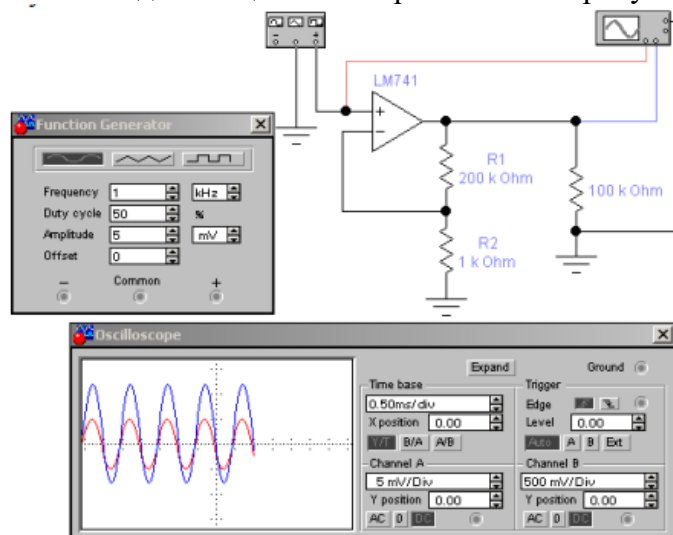 LM741
R1
200 k Ohm
100 k Ohm
R2
1 k Ohm
Function Generator
Frequency 1 kHz
Duty cycle 50 %
Amplitude 5 mV
Offset 0
− Common +
Oscilloscope
Expand Ground
Time base Trigger
0.50ms/div Edge
X position 0.00 Level 0.00
Y/T B/A A/B Auto A B Ext
Channel A Channel B
5 mV/Div 500 mV/Div
Y position 0.00 Y position 0.00
AC 0 DC AC 0 DC